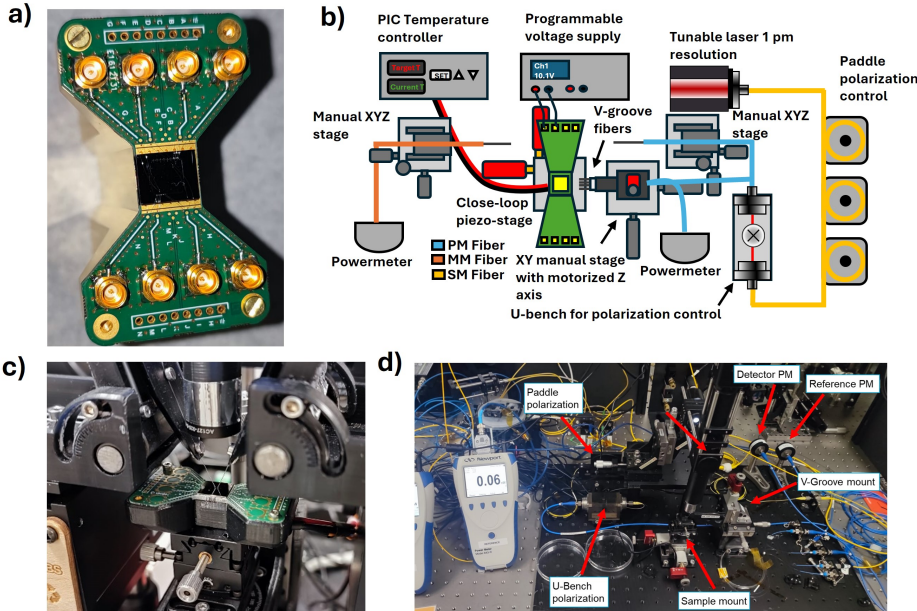 a)
G F E D C B A
E1612131
G F E D C B A
N M L K J I H
N M L K J I H
b)
PIC Temperature
controller
Target T
Current T
SET
Programmable
voltage supply
Ch1
10.1V
Tunable laser 1 pm
resolution
Paddle
polarization
control
Manual XYZ
stage
V-groove
fibers
Manual XYZ
stage
Close-loop
piezo-stage
Powermeter
PM Fiber
MM Fiber
SM Fiber
XY manual stage
with motorized Z
axis
Powermeter
U-bench for polarization control
c)
d)
Detector PM
Reference PM
Paddle
polarization
Newport
0.06
V-Groove mount
U-Bench
polarization
Sample mount